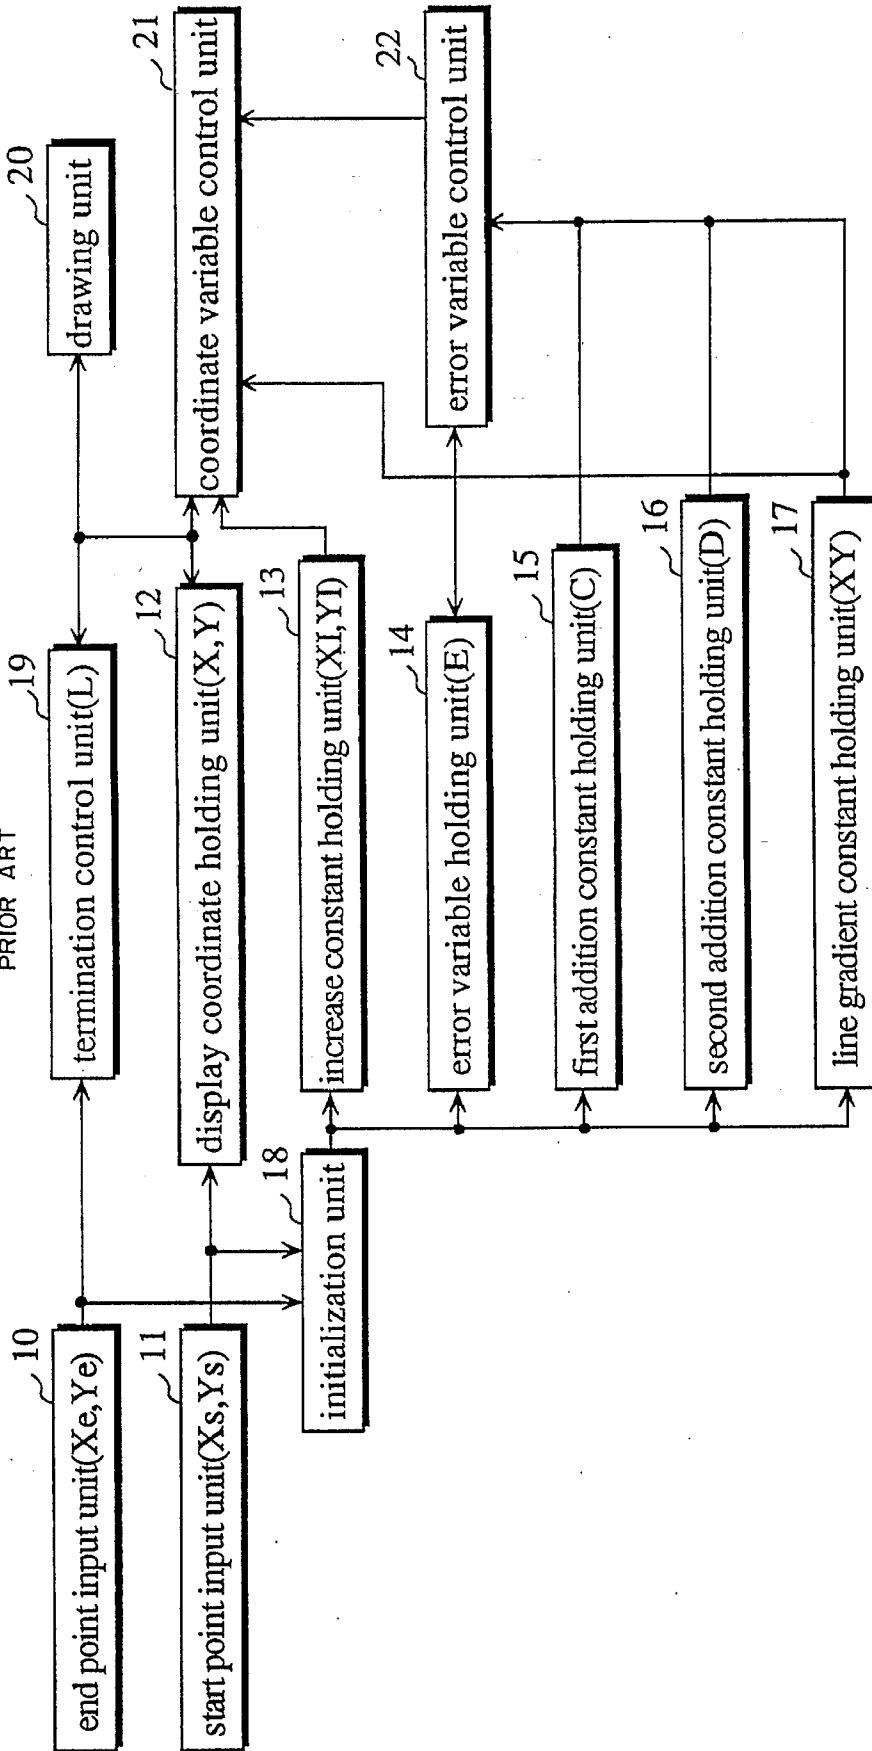 PRIOR ART
10
end point input unit(Xe,Ye)
11
start point input unit(Xs,Ys)
18
initialization unit
19
termination control unit(L)
12
display coordinate holding unit(X,Y)
13
increase constant holding unit(XI,YI)
14
error variable holding unit(E)
15
first addition constant holding unit(C)
16
second addition constant holding unit(D)
17
line gradient constant holding unit(XY)
20
drawing unit
21
coordinate variable control unit
22
error variable control unit